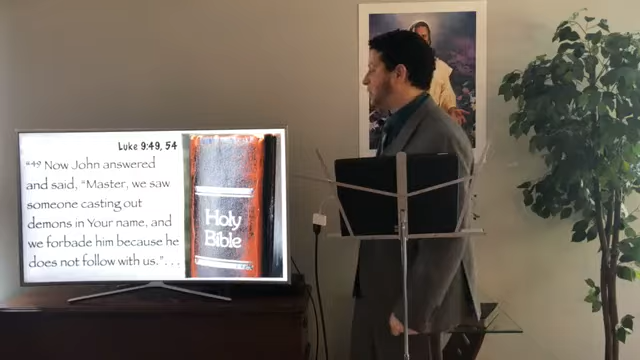 Luke 9:49, 54
"49 Now John answered
and said, "Master, we saw
someone casting out
demons in Your name, and
we forbade him because he
does not follow with us."...
Holy
Bible